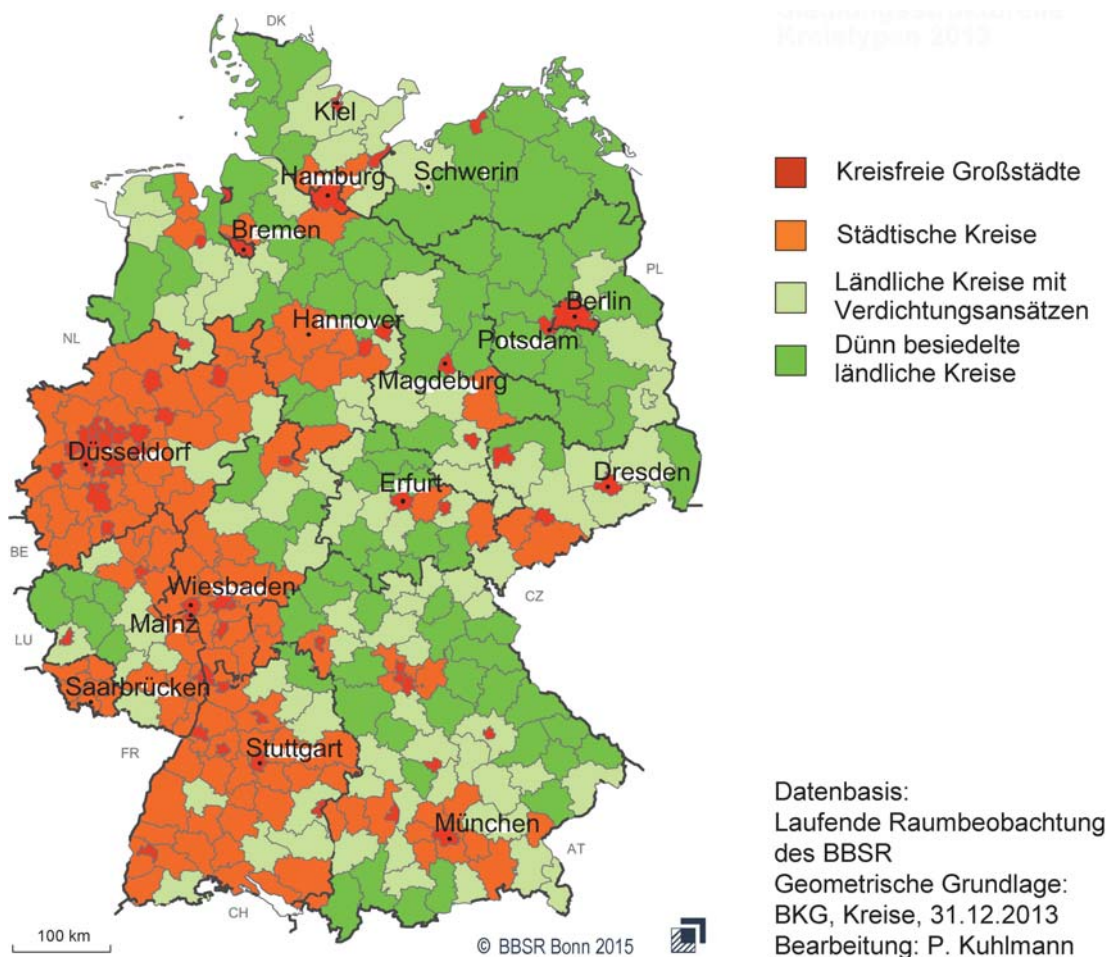 Kreistypen 2013
DK
Kiel
Schwerin
Hamburg
Bremen
PL
Berlin
Hannover
Potsdam
NL
Magdeburg
Düsseldorf
Dresden
Erfurt
BE
Wiesbaden
CZ
Mainz
LU
Saarbrücken
FR
Stuttgart
München
AT
CH
100 km
© BBSR Bonn 2015
Kreisfreie Großstädte
Städtische Kreise
Ländliche Kreise mit
Verdichtungsansätzen
Dünn besiedelte
ländliche Kreise
Datenbasis:
Laufende Raumbeobachtung
des BBSR
Geometrische Grundlage:
BKG, Kreise, 31.12.2013
Bearbeitung: P. Kuhlmann